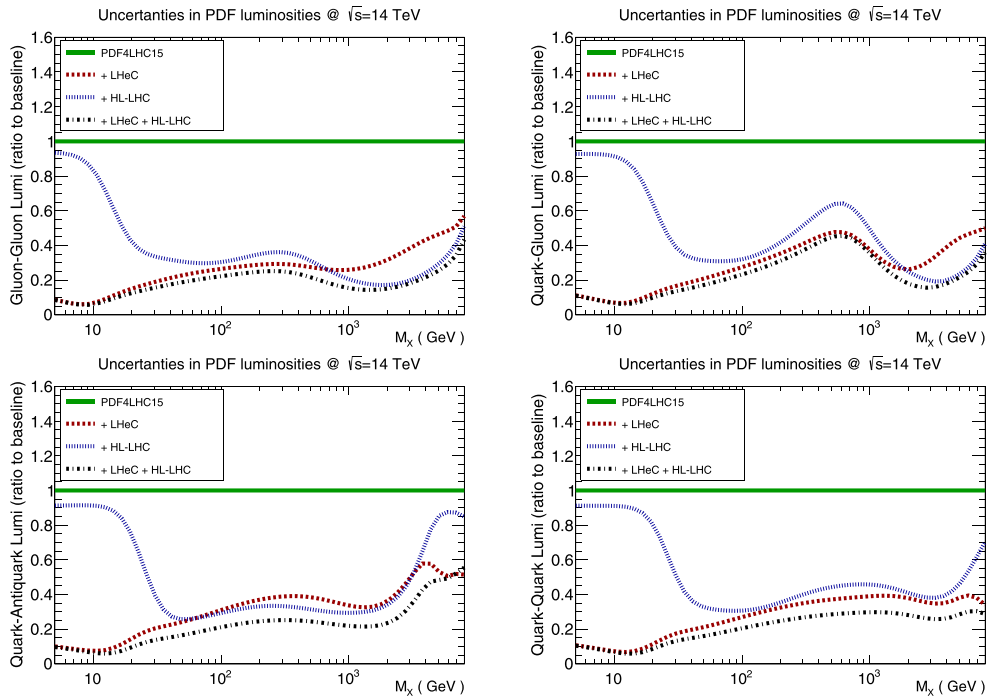 Uncertanties in PDF luminosities @ √s=14 TeV
Gluon-Gluon Lumi (ratio to baseline)
1.6
1.4
1.2
1
0.8
0.6
0.4
0.2
0
PDF4LHC15
+ LHeC
+ HL-LHC
+ LHeC + HL-LHC
10
10²
10³
M_X ( GeV )
Uncertanties in PDF luminosities @ √s=14 TeV
Quark-Gluon Lumi (ratio to baseline)
1.6
1.4
1.2
1
0.8
0.6
0.4
0.2
0
PDF4LHC15
+ LHeC
+ HL-LHC
+ LHeC + HL-LHC
10
10²
10³
M_X ( GeV )
Uncertanties in PDF luminosities @ √s=14 TeV
Quark-Antiquark Lumi (ratio to baseline)
1.6
1.4
1.2
1
0.8
0.6
0.4
0.2
0
PDF4LHC15
+ LHeC
+ HL-LHC
+ LHeC + HL-LHC
10
10²
10³
M_X ( GeV )
Uncertanties in PDF luminosities @ √s=14 TeV
Quark-Quark Lumi (ratio to baseline)
1.6
1.4
1.2
1
0.8
0.6
0.4
0.2
0
PDF4LHC15
+ LHeC
+ HL-LHC
+ LHeC + HL-LHC
10
10²
10³
M_X ( GeV )